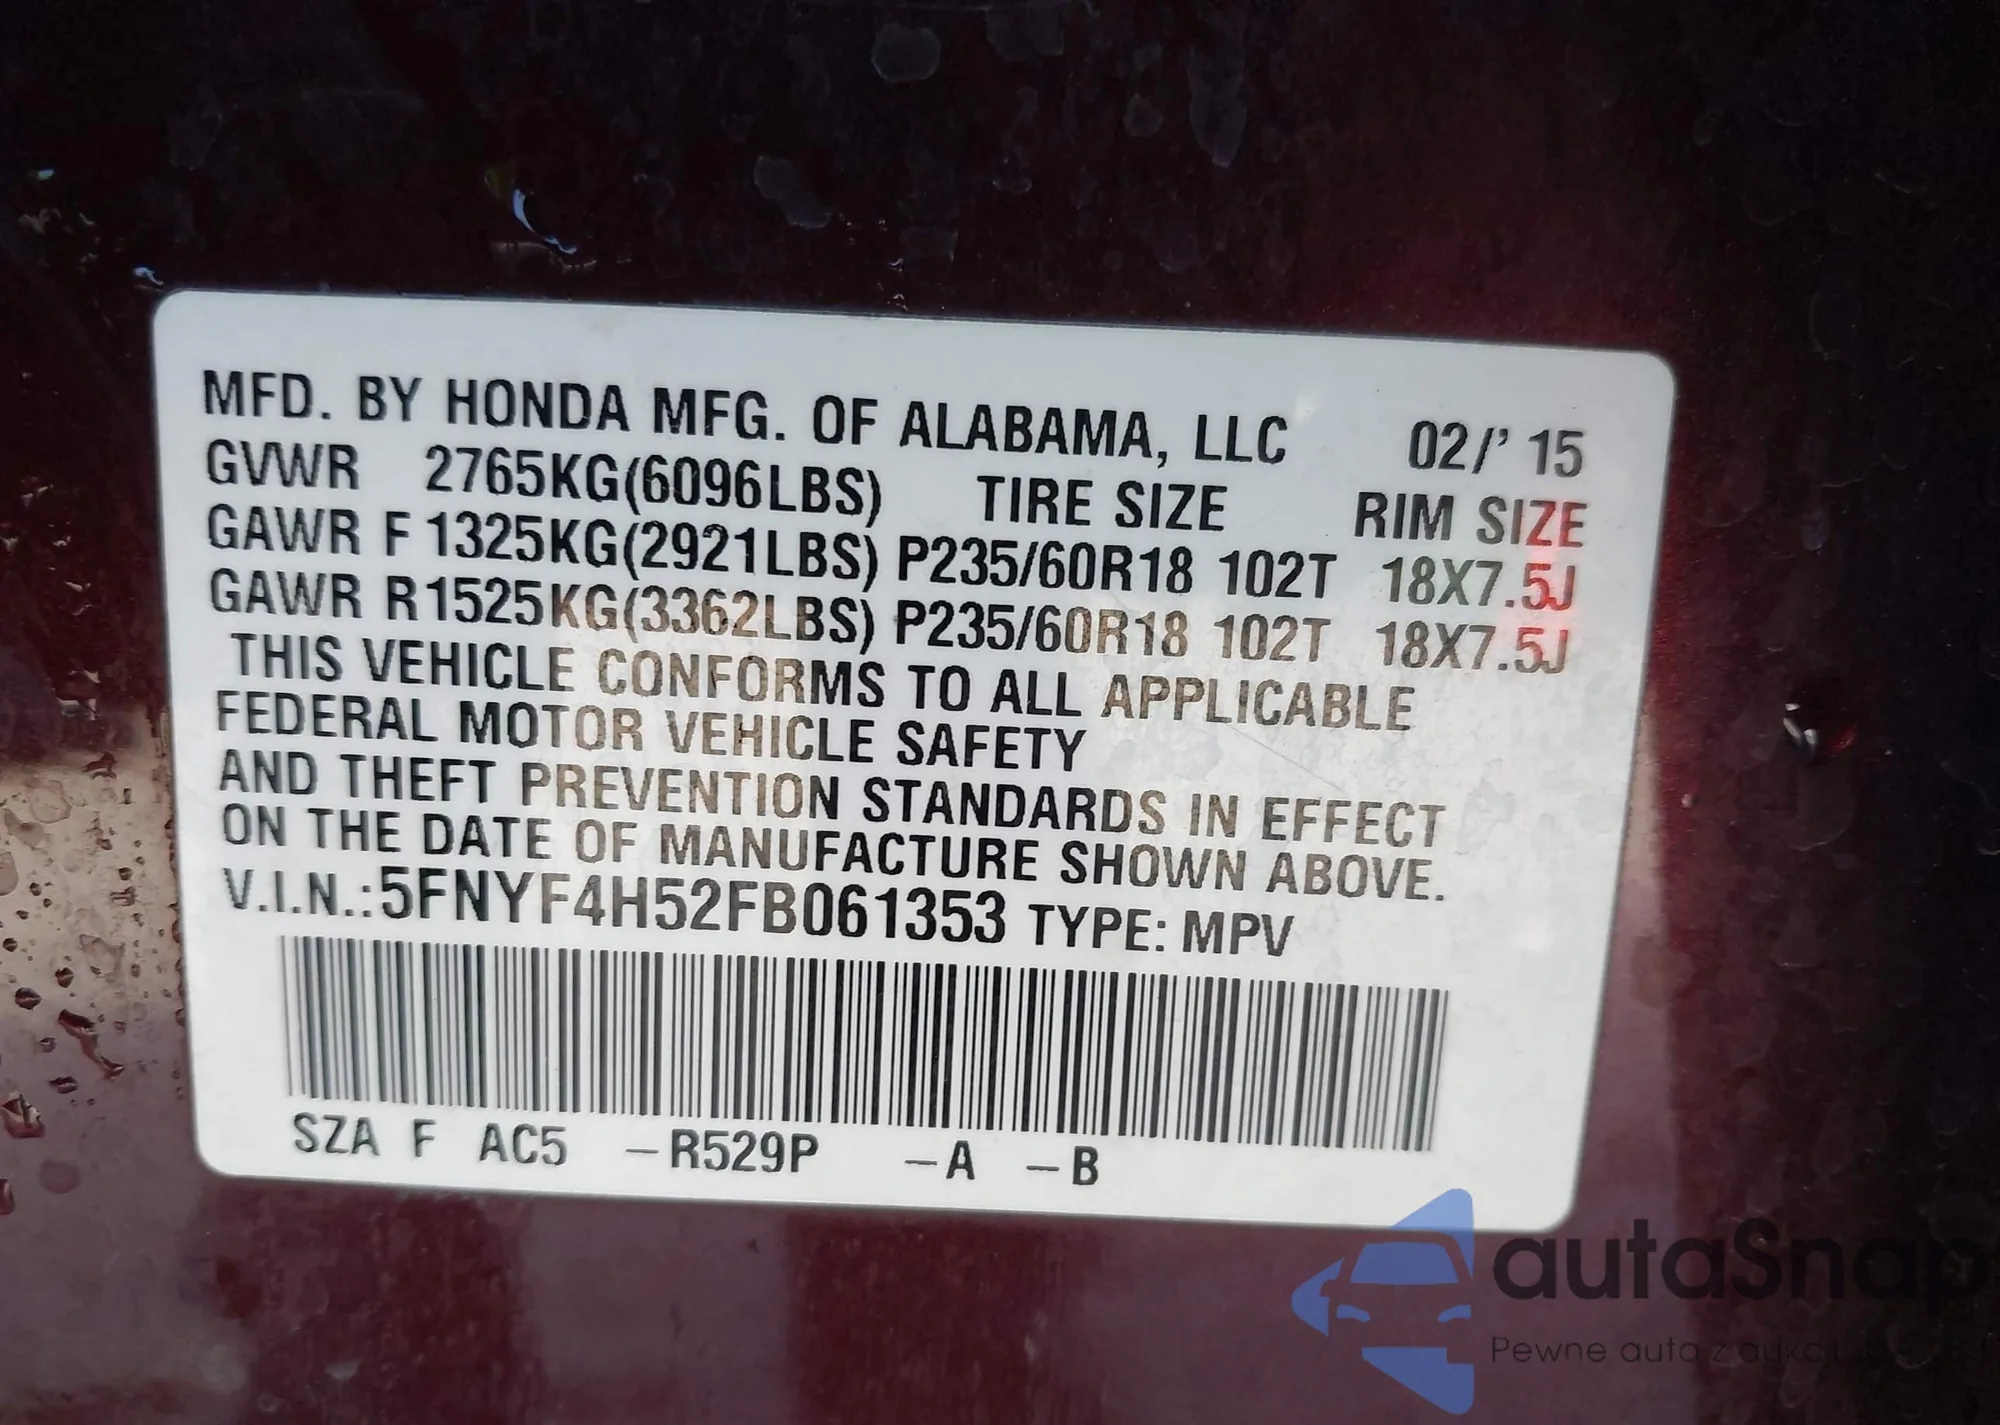 MFD. BY HONDA MFG. OF ALABAMA, LLC 02/' 15
GVWR 2765KG(6096LBS) TIRE SIZE RIM SIZE
GAWR F 1325KG(2921LBS) P235/60R18 102T 18X7.5J
GAWR R1525KG(3362LBS) P235/60R18 102T 18X7.5J
THIS VEHICLE CONFORMS TO ALL APPLICABLE
FEDERAL MOTOR VEHICLE SAFETY
AND THEFT PREVENTION STANDARDS IN EFFECT
ON THE DATE OF MANUFACTURE SHOWN ABOVE.
V.I.N.:5FNYF4H52FB061353 TYPE: MPV
SZA F AC5 –R529P –A –B
autaSnap
Pewne auta z